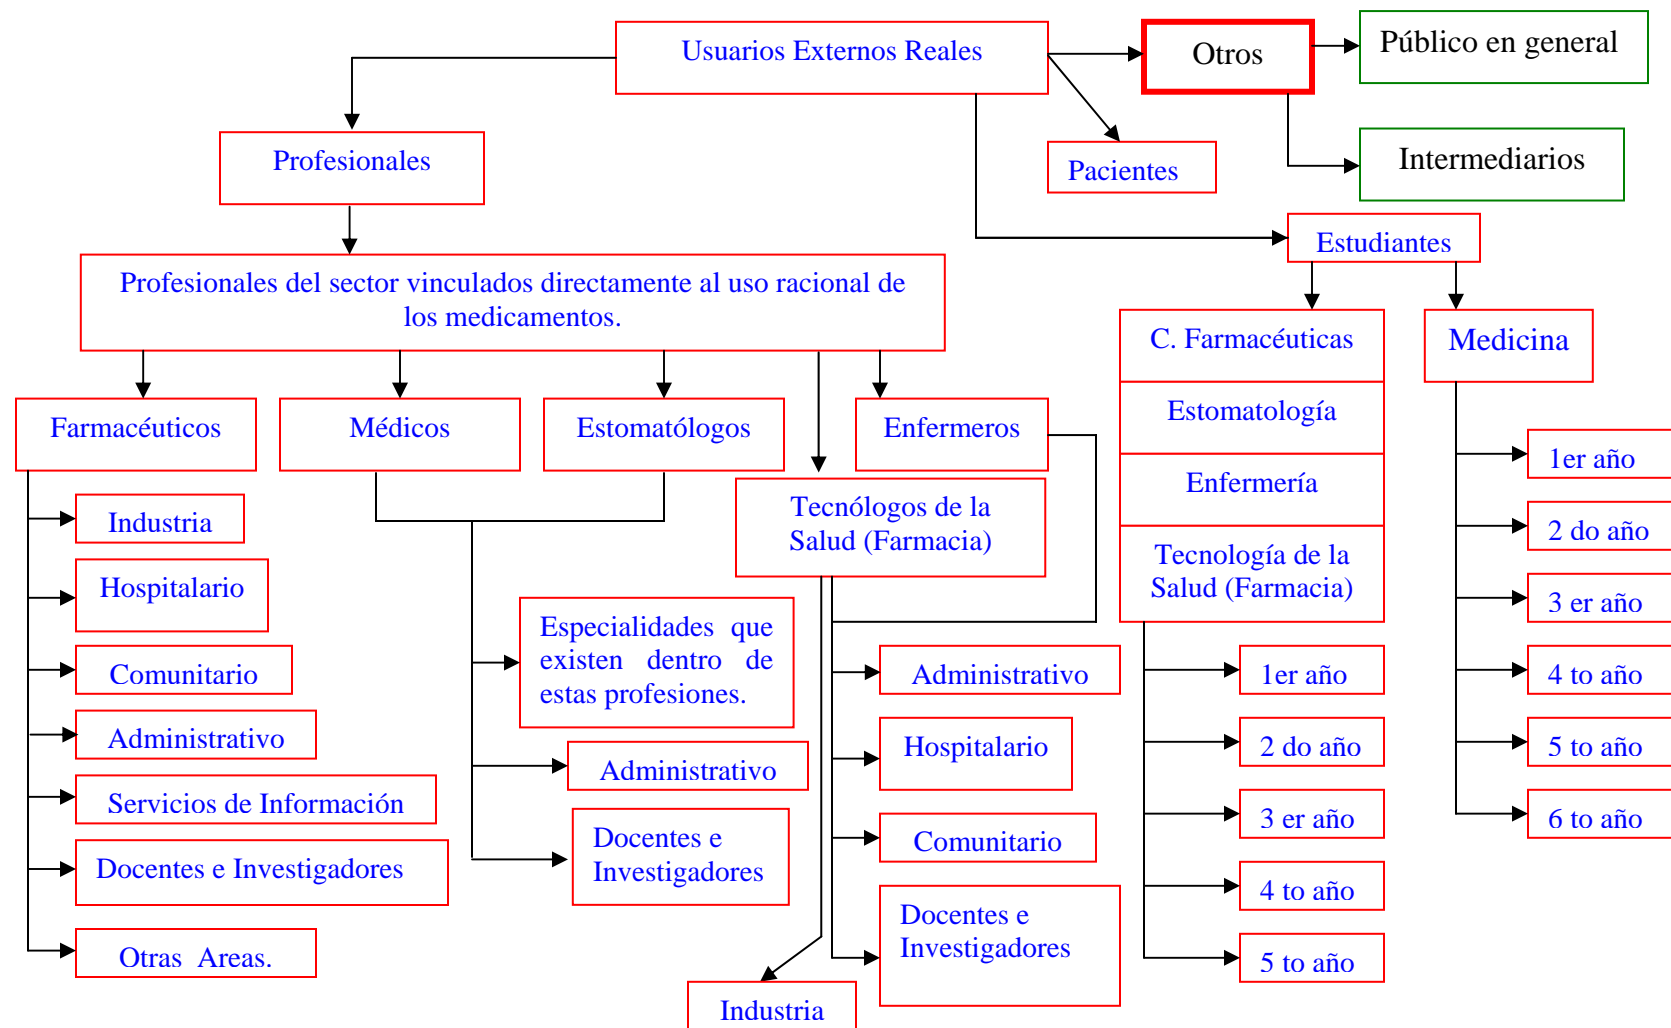 Usuarios Externos Reales
Otros
Público en general
Profesionales
Pacientes
Intermediarios
Estudiantes
Profesionales del sector vinculados directamente al uso racional de
los medicamentos.
C. Farmacéuticas
Medicina
Farmacéuticos
Médicos
Estomatólogos
Enfermeros
Estomatología
Enfermería
Tecnología de la
Salud (Farmacia)
Tecnólogos de la
Salud (Farmacia)
Industria
Hospitalario
Comunitario
Administrativo
Servicios de Información
Docentes e Investigadores
Otras Areas.
Especialidades que
existen dentro de
estas profesiones.
Administrativo
Docentes e
Investigadores
Administrativo
Hospitalario
Comunitario
Docentes e
Investigadores
Industria
1er año
2 do año
3 er año
4 to año
5 to año
1er año
2 do año
3 er año
4 to año
5 to año
6 to año